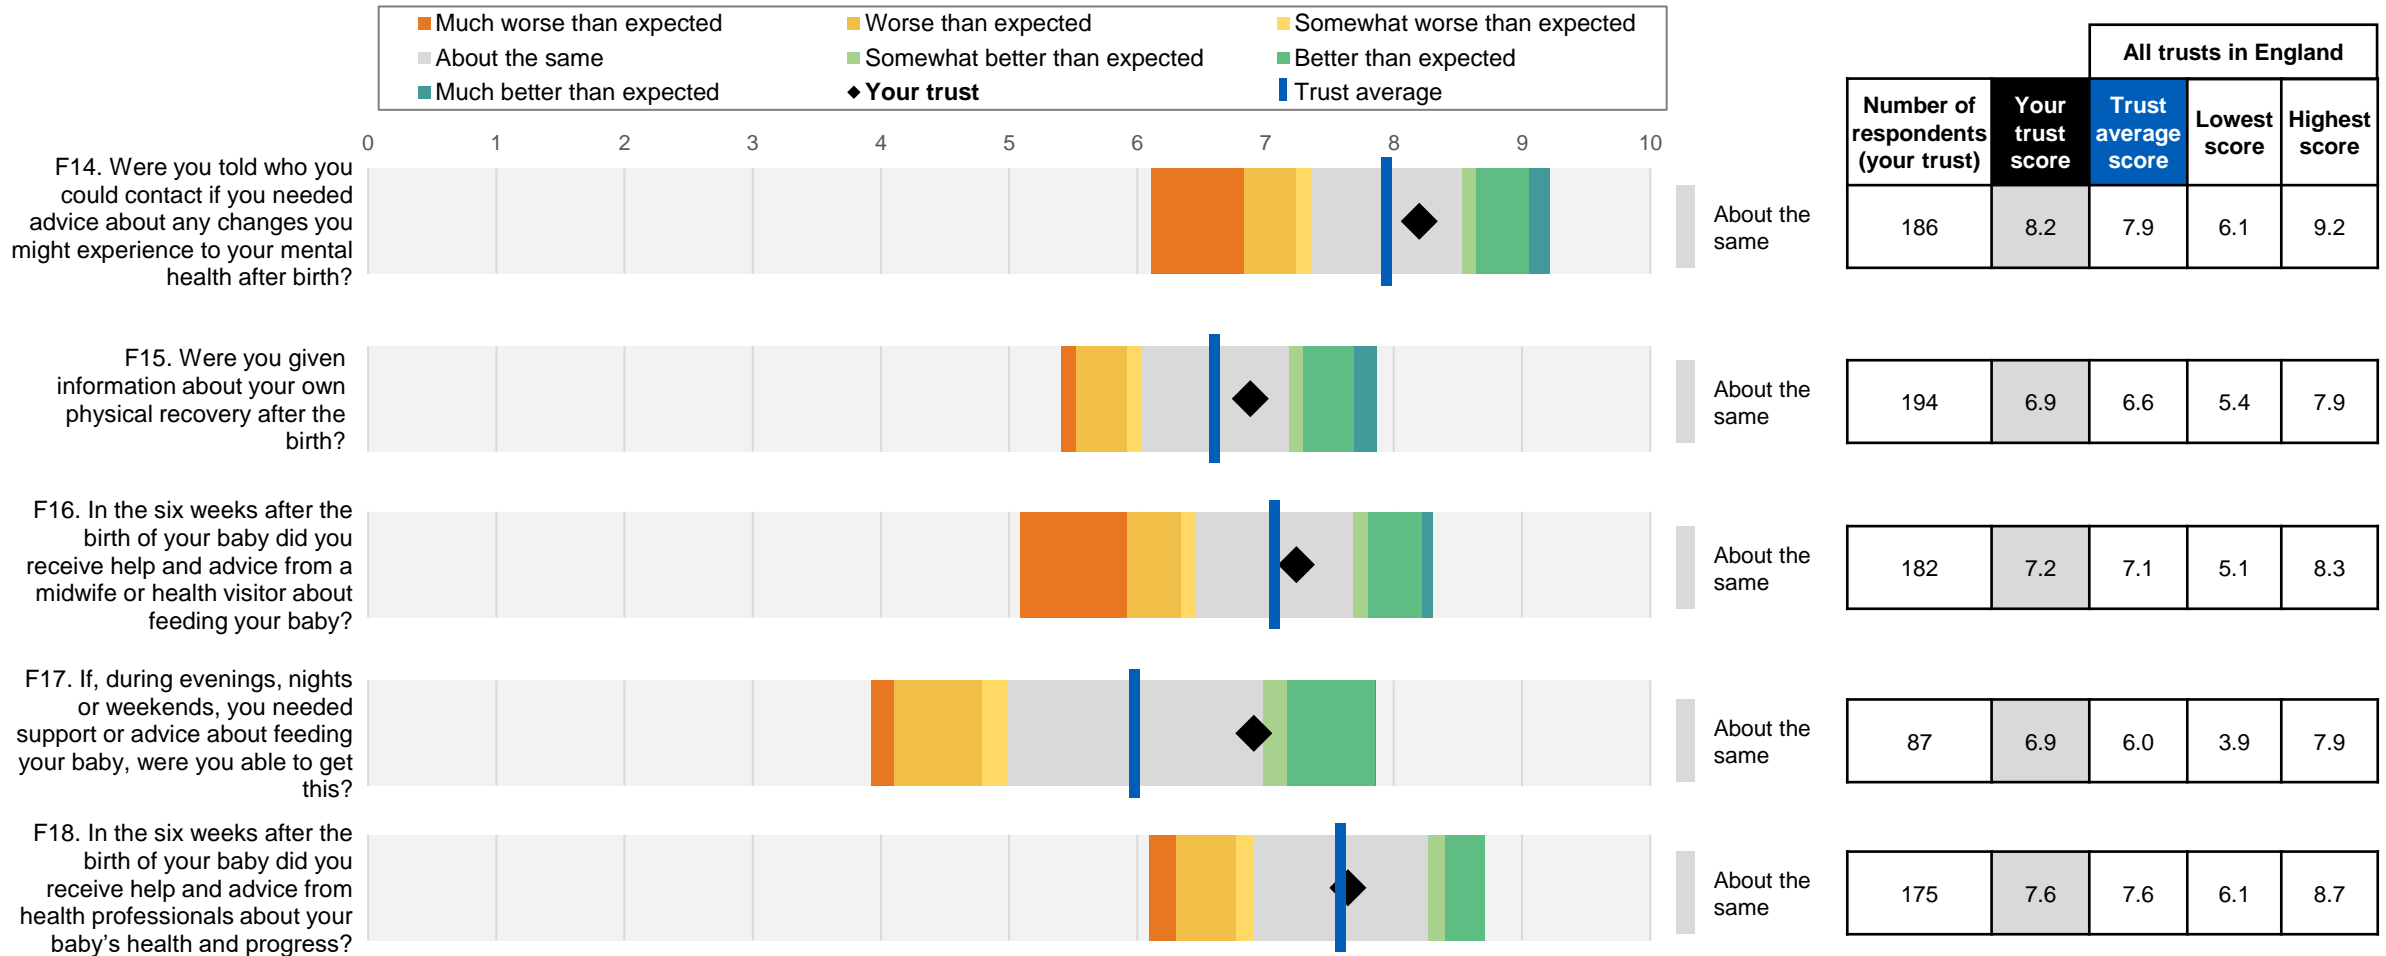 Much worse than expected
Worse than expected
Somewhat worse than expected
About the same
Somewhat better than expected
Better than expected
Much better than expected
Your trust
Trust average
All trusts in England
Number of
respondents
(your trust)
Your
trust
score
Trust
average
score
Lowest
score
Highest
score
0 1 2 3 4 5 6 7 8 9 10
F14. Were you told who you
could contact if you needed
advice about any changes you
might experience to your mental
health after birth?
About the
same
186 8.2 7.9 6.1 9.2
F15. Were you given
information about your own
physical recovery after the
birth?
About the
same
194 6.9 6.6 5.4 7.9
F16. In the six weeks after the
birth of your baby did you
receive help and advice from a
midwife or health visitor about
feeding your baby?
About the
same
182 7.2 7.1 5.1 8.3
F17. If, during evenings, nights
or weekends, you needed
support or advice about feeding
your baby, were you able to get
this?
About the
same
87 6.9 6.0 3.9 7.9
F18. In the six weeks after the
birth of your baby did you
receive help and advice from
health professionals about your
baby’s health and progress?
About the
same
175 7.6 7.6 6.1 8.7